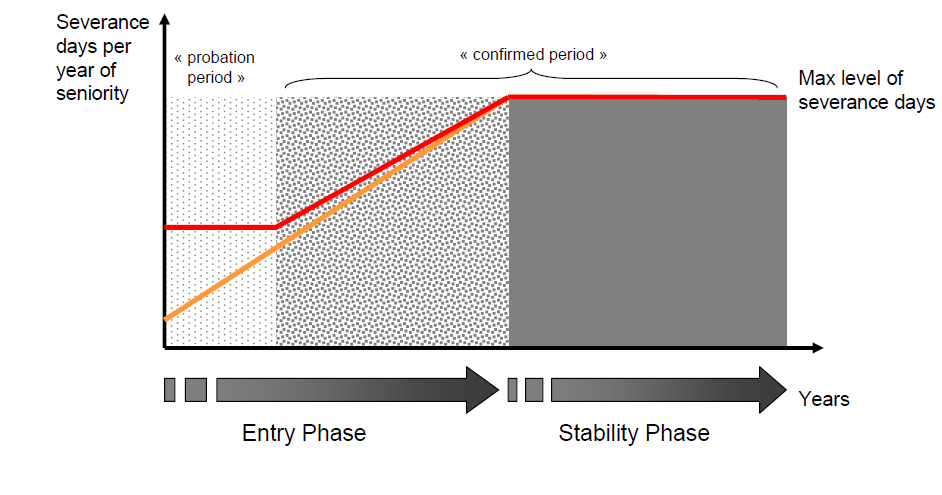 Severance
days per
year of
seniority
« probation
period »
« confirmed period »
Max level of
severance days
Years
Entry Phase
Stability Phase